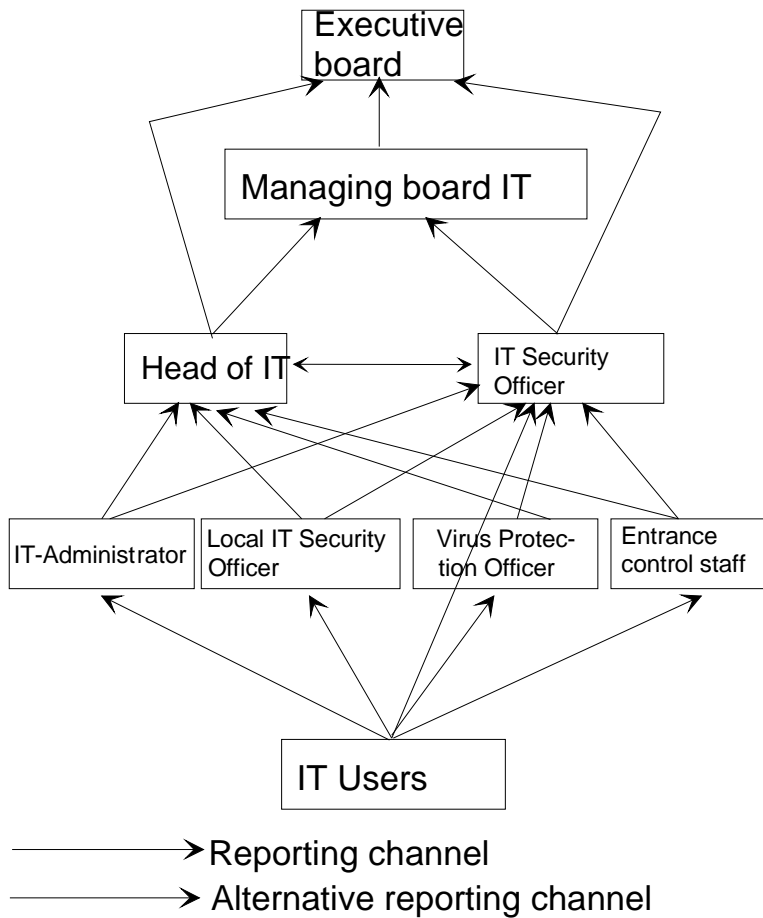 Executive
board
Managing board IT
Head of IT
IT Security
Officer
IT-Administrator
Local IT Security
Officer
Virus Protec-
tion Officer
Entrance
control staff
IT Users
Reporting channel
Alternative reporting channel